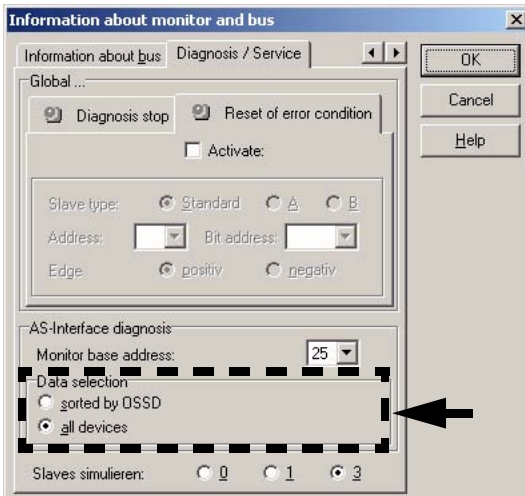 Information about monitor and bus
Information about bus Diagnosis / Service
OK
Global ...
Cancel
Diagnosis stop Reset of error condition
Help
Activate:
Slave type: Standard A B
Address: Bit address:
Edge positiv negativ
AS-Interface diagnosis
Monitor base address: 25
Data selection
sorted by OSSD
all devices
Slaves simulieren: 0 1 3